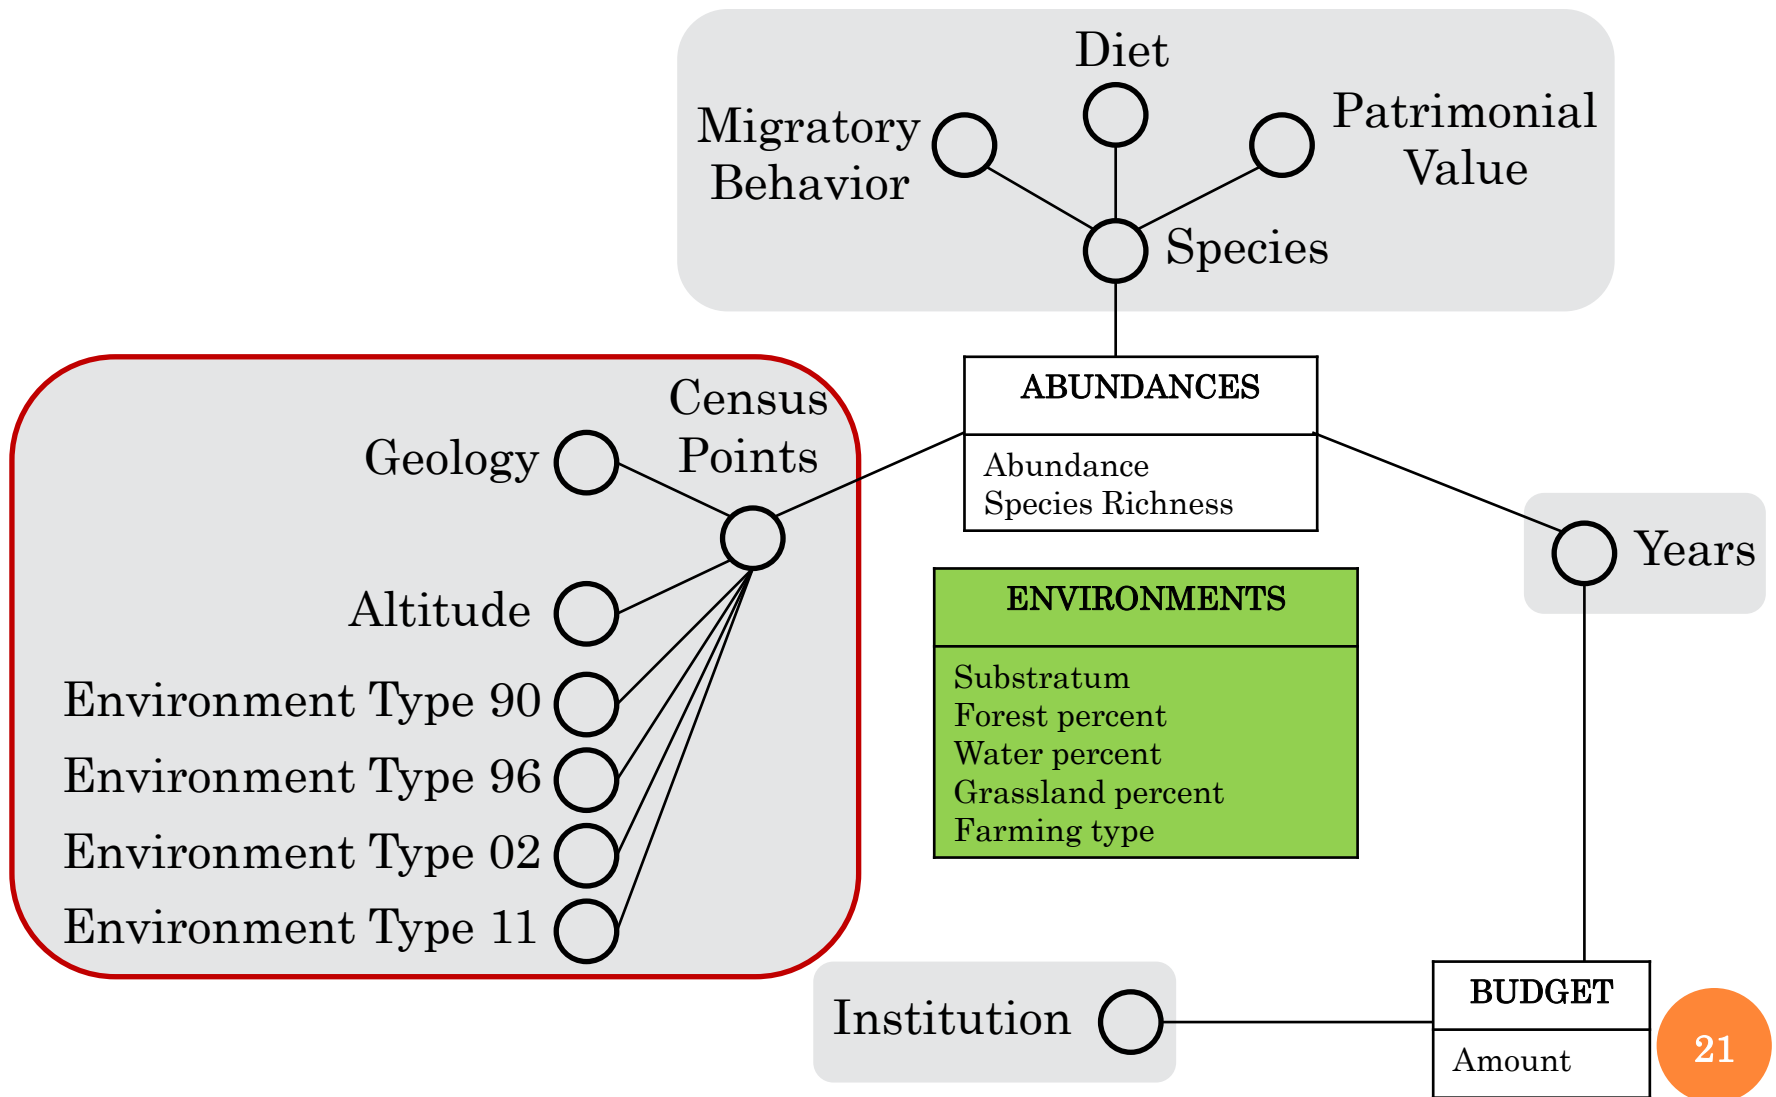 Diet
Migratory
Behavior
Patrimonial
Value
Species
ABUNDANCES
Abundance
Species Richness
Census
Points
Geology
Altitude
Environment Type 90
Environment Type 96
Environment Type 02
Environment Type 11
Years
ENVIRONMENTS
Substratum
Forest percent
Water percent
Grassland percent
Farming type
Institution
BUDGET
Amount
21